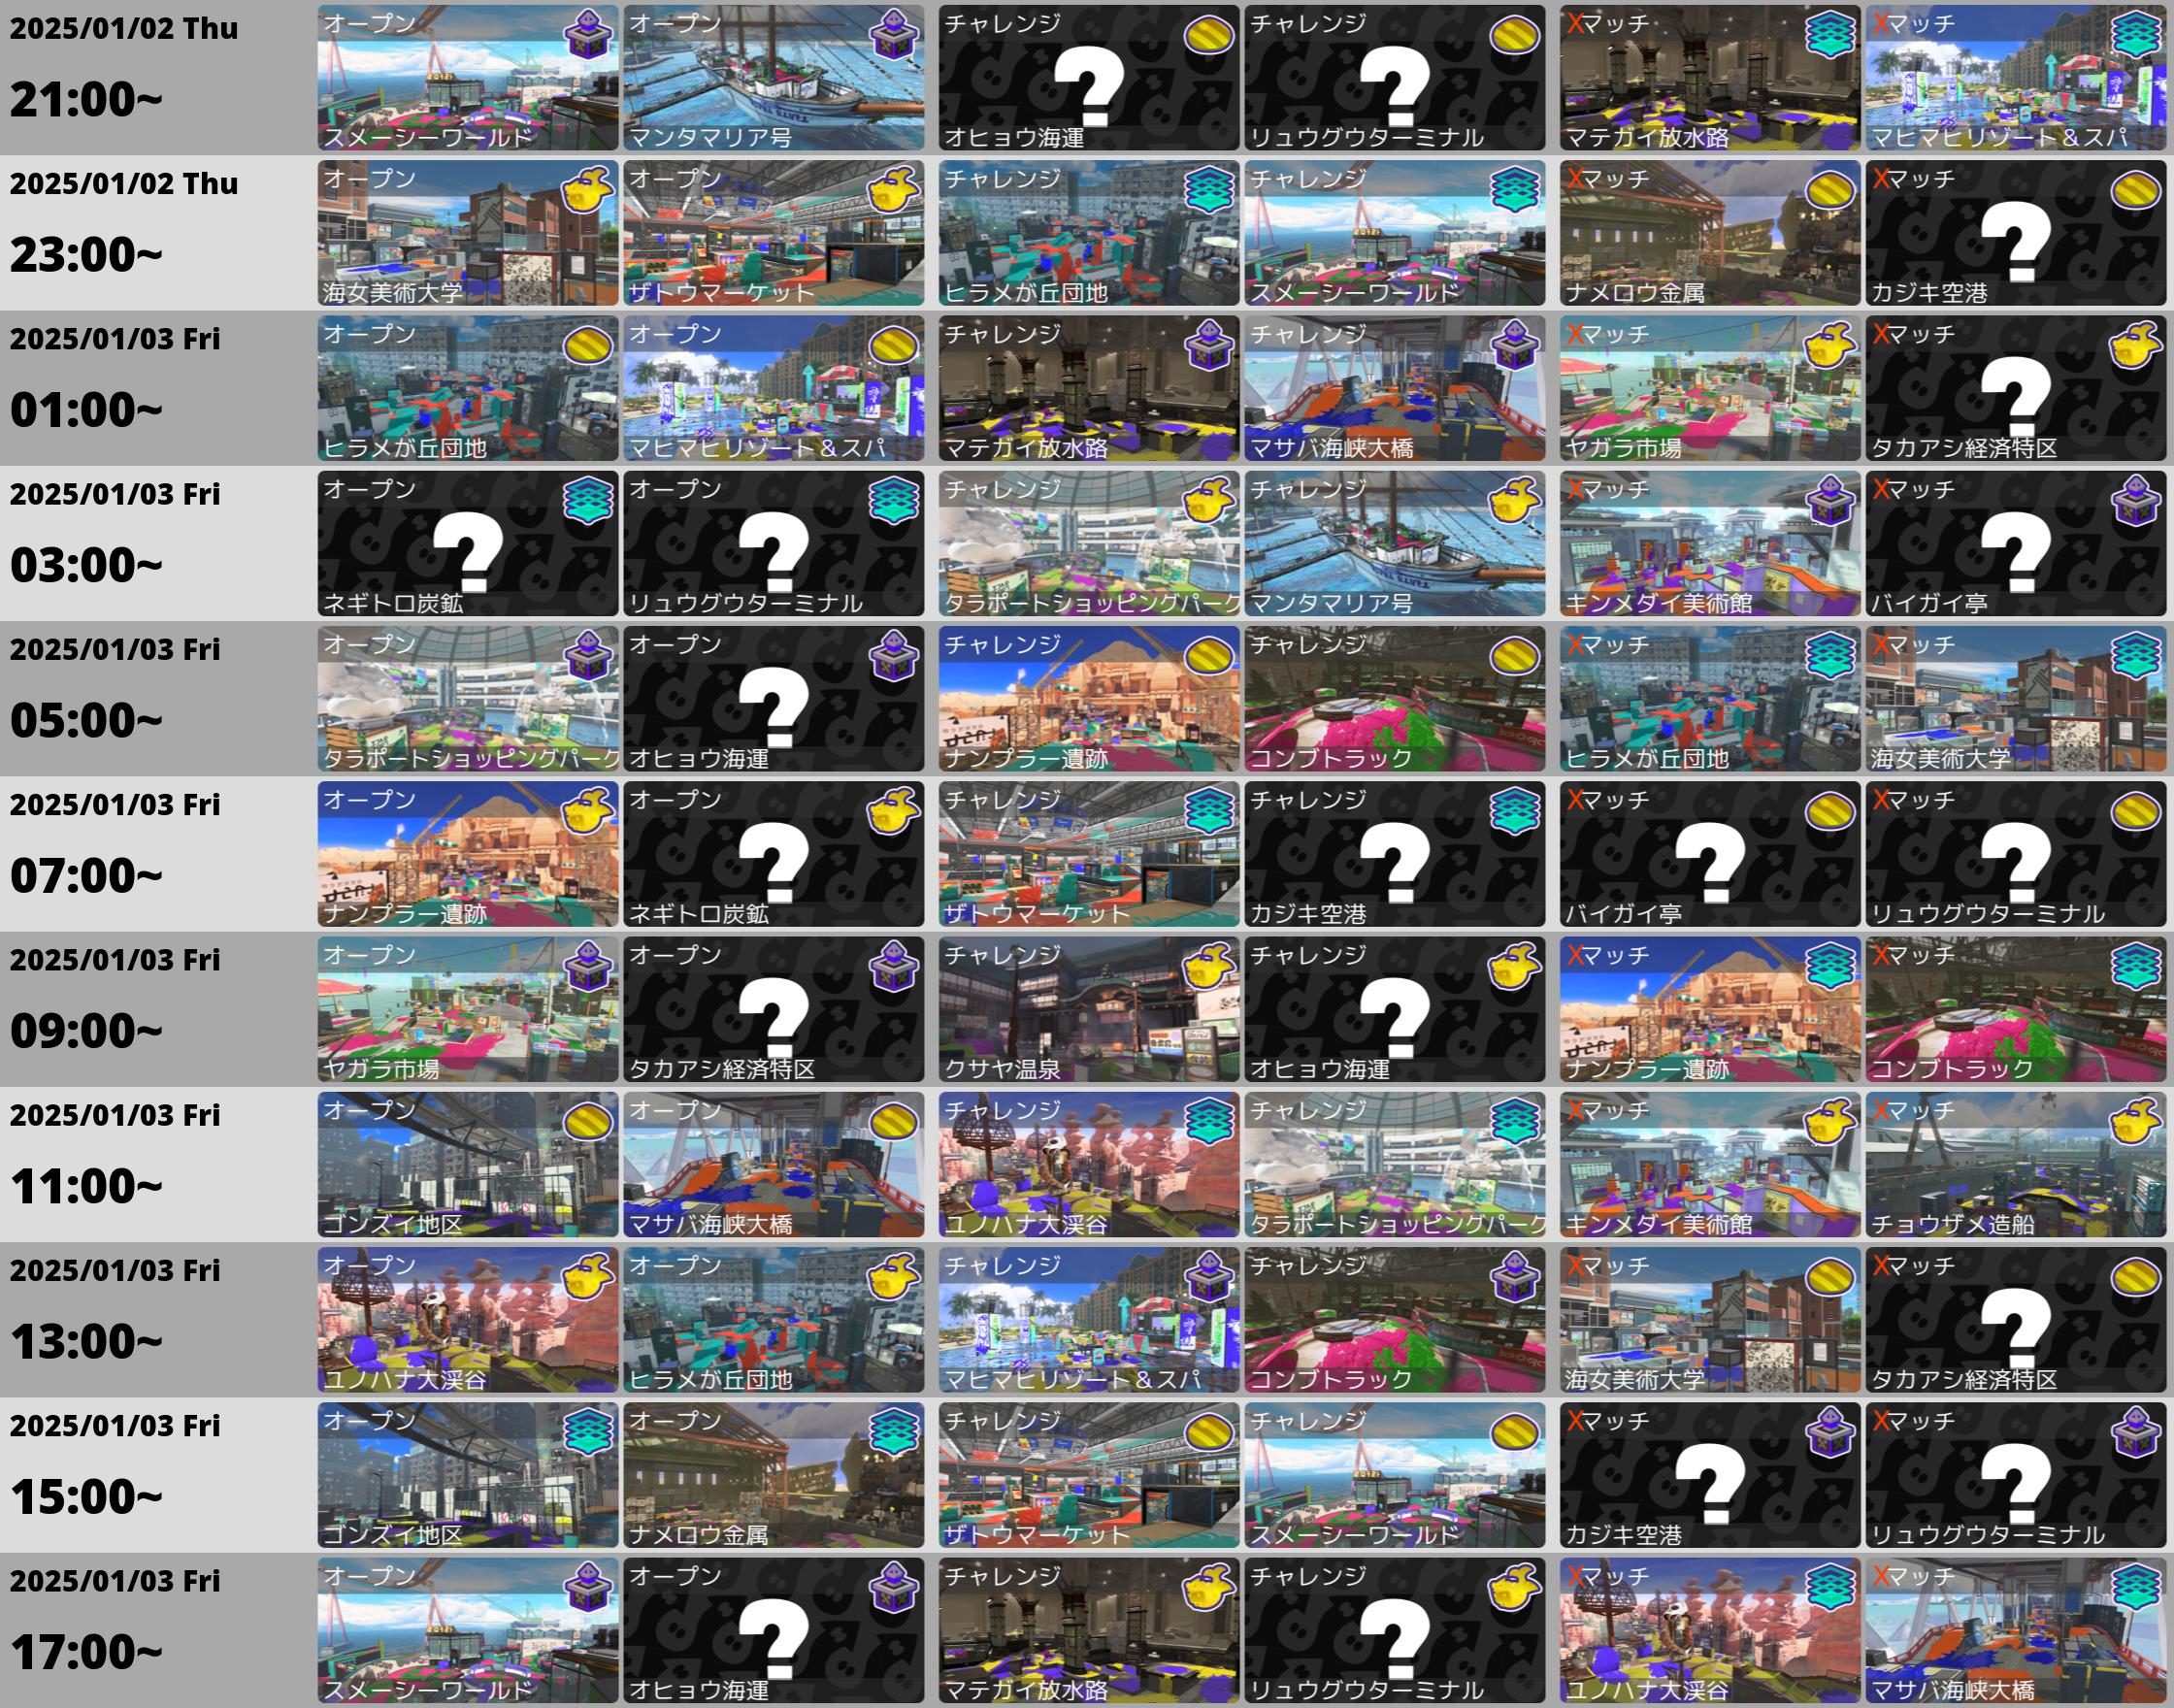 2025/01/02 Thu
21:00~
オープン
スメーシーワールド
オープン
マンタマリア号
チャレンジ
オヒョウ海運
チャレンジ
リュウグウターミナル
Xマッチ
マテガイ放水路
Xマッチ
マヒマヒリゾート&スパ
2025/01/02 Thu
23:00~
オープン
海女美術大学
オープン
ザトウマーケット
チャレンジ
ヒラメが丘団地
チャレンジ
スメーシーワールド
Xマッチ
ナメロウ金属
Xマッチ
カジキ空港
2025/01/03 Fri
01:00~
オープン
ヒラメが丘団地
オープン
マヒマヒリゾート&スパ
チャレンジ
マテガイ放水路
チャレンジ
マサバ海峡大橋
Xマッチ
ヤガラ市場
Xマッチ
タカアシ経済特区
2025/01/03 Fri
03:00~
オープン
ネギトロ炭鉱
オープン
リュウグウターミナル
チャレンジ
タラポートショッピングパーク
チャレンジ
マンタマリア号
Xマッチ
キンメダイ美術館
Xマッチ
バイガイ亭
2025/01/03 Fri
05:00~
オープン
タラポートショッピングパーク
オープン
オヒョウ海運
チャレンジ
ナンプラー遺跡
チャレンジ
コンブトラック
Xマッチ
ヒラメが丘団地
Xマッチ
海女美術大学
2025/01/03 Fri
07:00~
オープン
ナンプラー遺跡
オープン
ネギトロ炭鉱
チャレンジ
ザトウマーケット
チャレンジ
カジキ空港
Xマッチ
バイガイ亭
Xマッチ
リュウグウターミナル
2025/01/03 Fri
09:00~
オープン
ヤガラ市場
オープン
タカアシ経済特区
チャレンジ
クサヤ温泉
チャレンジ
オヒョウ海運
Xマッチ
ナンプラー遺跡
Xマッチ
コンブトラック
2025/01/03 Fri
11:00~
オープン
ゴンズイ地区
オープン
マサバ海峡大橋
チャレンジ
ユノハナ大渓谷
チャレンジ
タラポートショッピングパーク
Xマッチ
キンメダイ美術館
Xマッチ
チョウザメ造船
2025/01/03 Fri
13:00~
オープン
ユノハナ大渓谷
オープン
ヒラメが丘団地
チャレンジ
マヒマヒリゾート&スパ
チャレンジ
コンブトラック
Xマッチ
海女美術大学
Xマッチ
タカアシ経済特区
2025/01/03 Fri
15:00~
オープン
ゴンズイ地区
オープン
ナメロウ金属
チャレンジ
ザトウマーケット
チャレンジ
スメーシーワールド
Xマッチ
カジキ空港
Xマッチ
リュウグウターミナル
2025/01/03 Fri
17:00~
オープン
スメーシーワールド
オープン
オヒョウ海運
チャレンジ
マテガイ放水路
チャレンジ
リュウグウターミナル
Xマッチ
ユノハナ大渓谷
Xマッチ
マサバ海峡大橋